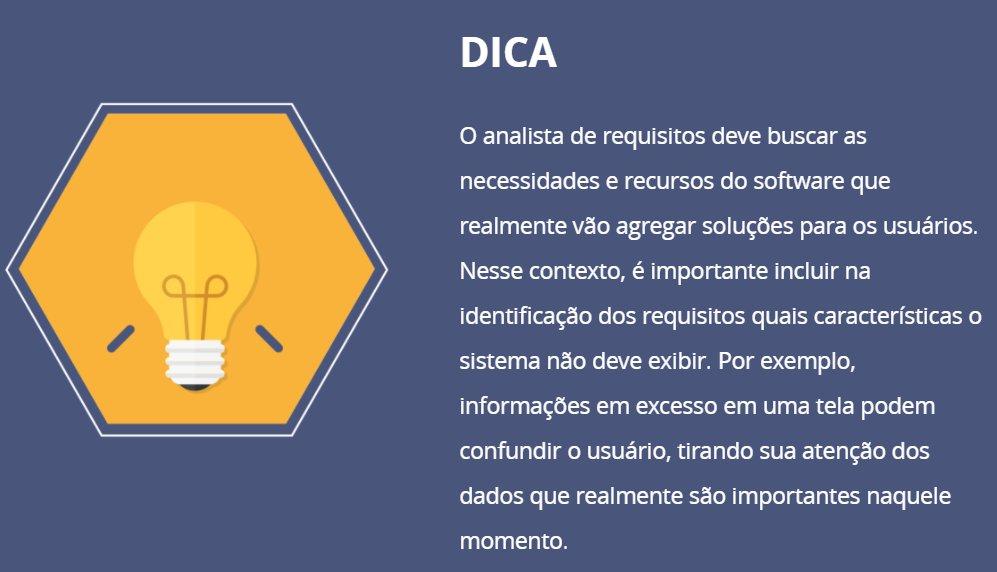 DICA
O analista de requisitos deve buscar as
necessidades e recursos do software que
realmente vão agregar soluções para os usuários.
Nesse contexto, é importante incluir na
identificação dos requisitos quais características o
sistema não deve exibir. Por exemplo,
informações em excesso em uma tela podem
confundir o usuário, tirando sua atenção dos
dados que realmente são importantes naquele
momento.